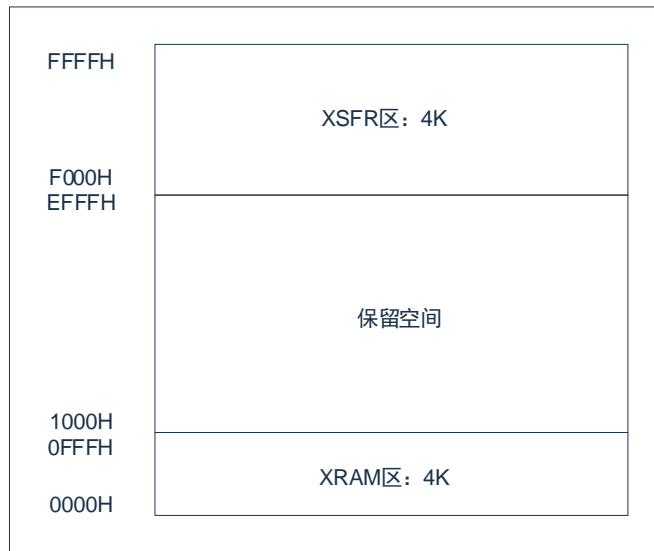 FFFFH
XSFR区：4K
F000H
EFFFH
保留空间
1000H
0FFFH
XRAM区：4K
0000H